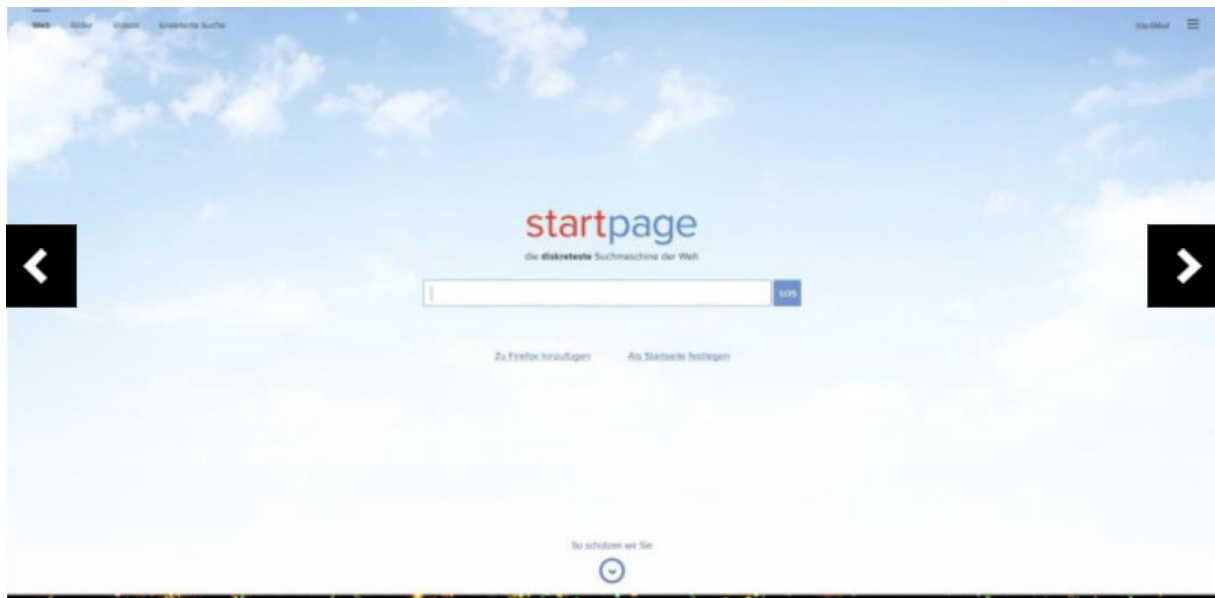 Web Bilder Videos Erweiterte Suche
StartMail
startpage
die diskreteste Suchmaschine der Welt
LOS
Zu Firefox hinzufügen Als Startseite festlegen
So schützen wir Sie